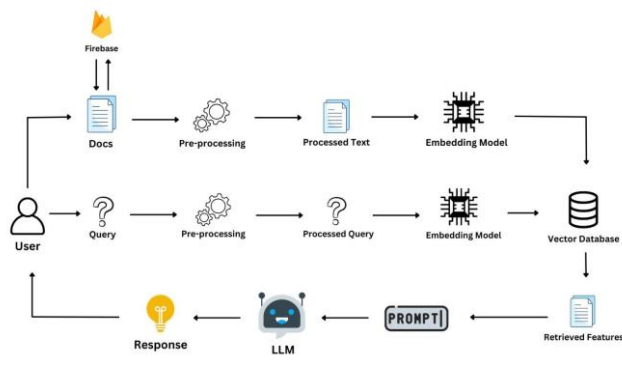 Firebase
Docs
Pre-processing
Processed Text
Embedding Model
User
Query
Pre-processing
Processed Query
Embedding Model
Vector Database
Response
LLM
PROMPT
Retrieved Features